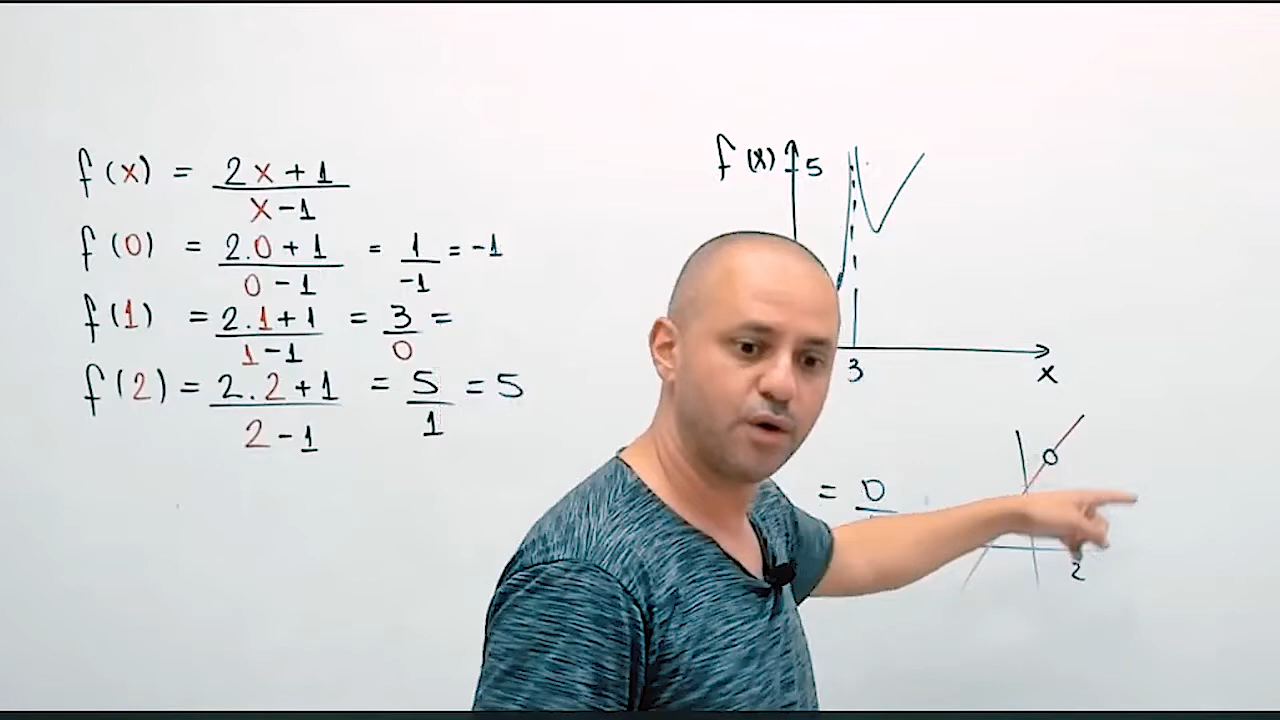 f(x) = 2x+1
x-1
f(0) = 2.0+1 = 1 = -1
0-1 -1
f(1) = 2.1+1 = 3 =
1-1 0
f(2) = 2.2+1 = 5 = 5
2-1 1
f(x) 5
3 x
= 0
2